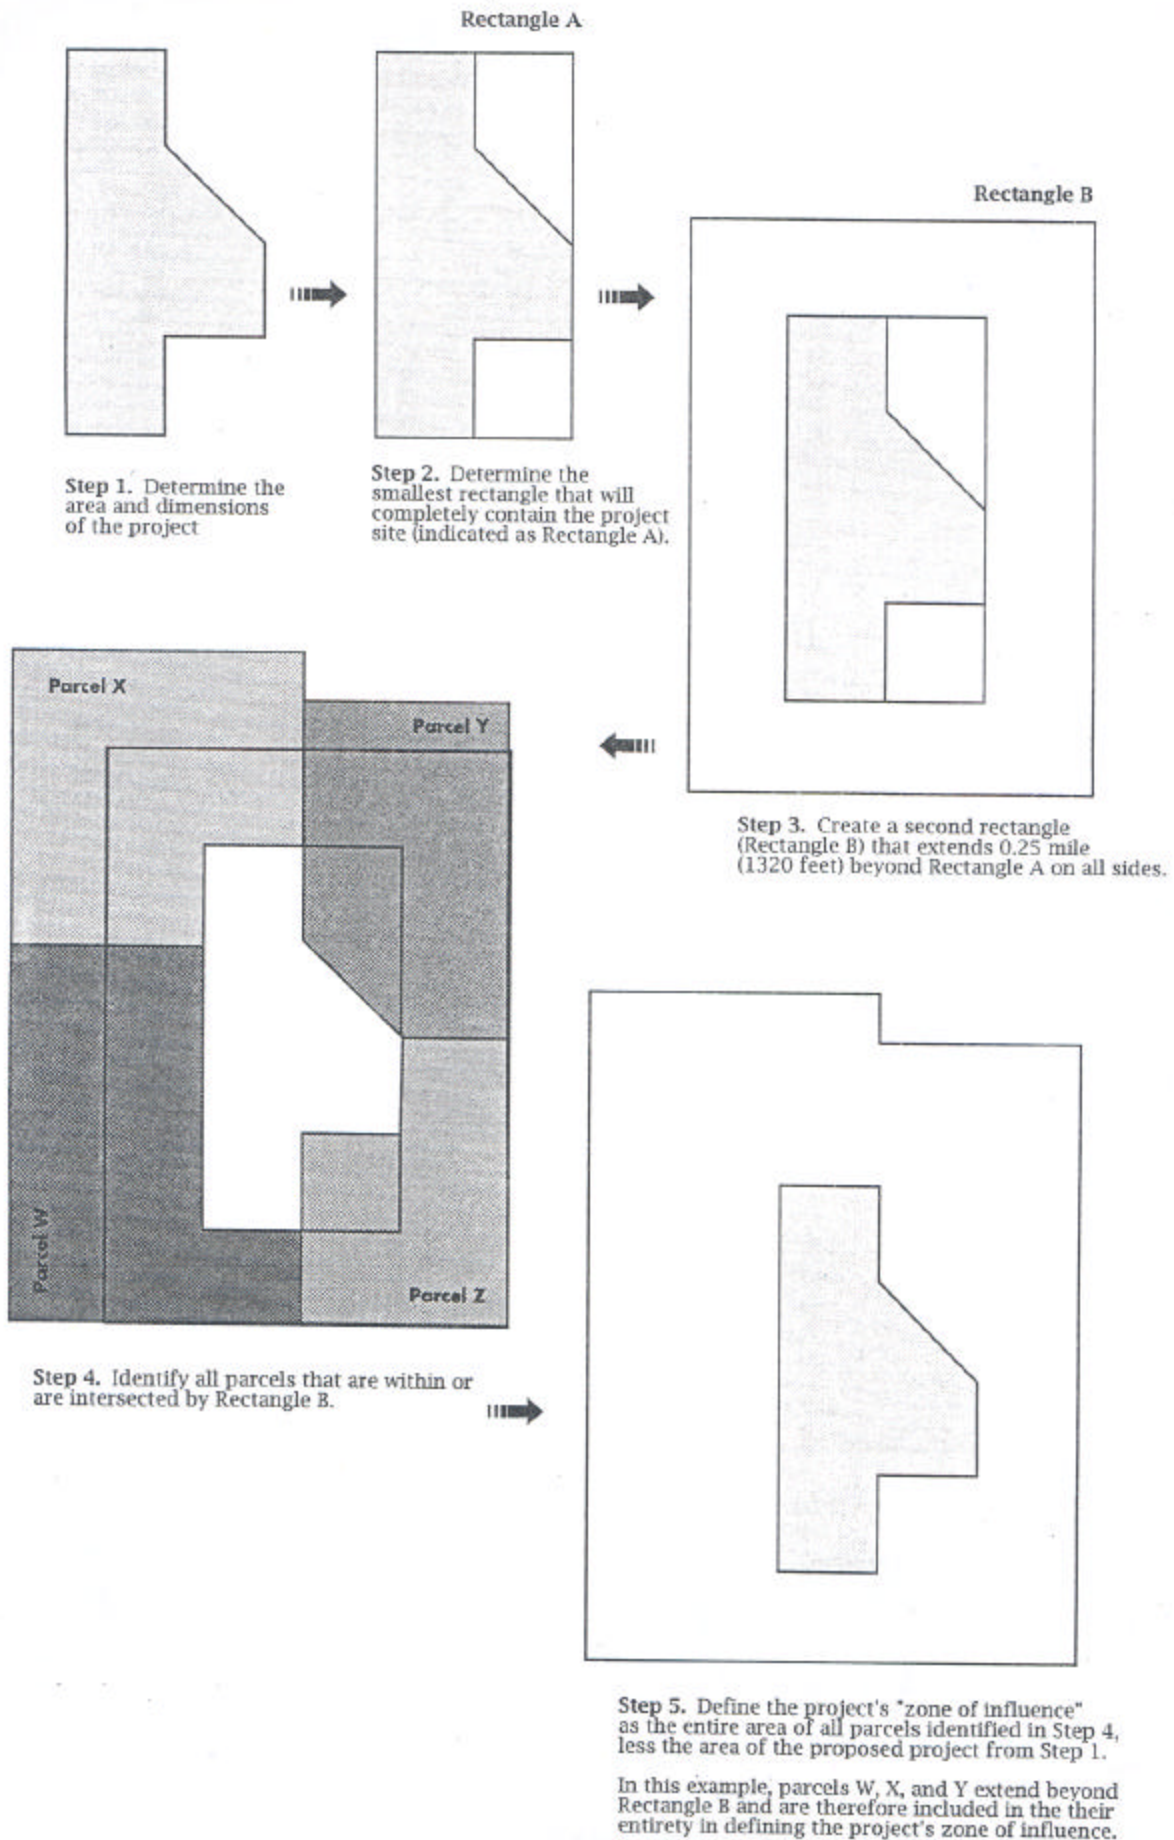 Rectangle A
Rectangle B
Step 1. Determine the
area and dimensions
of the project
Step 2. Determine the
smallest rectangle that will
completely contain the project
site (indicated as Rectangle A).
Step 3. Create a second rectangle
(Rectangle B) that extends 0.25 mile
(1320 feet) beyond Rectangle A on all sides.
Parcel X
Parcel Y
Parcel W
Parcel Z
Step 4. Identify all parcels that are within or
are intersected by Rectangle B.
Step 5. Define the project's "zone of influence"
as the entire area of all parcels identified in Step 4,
less the area of the proposed project from Step 1.
In this example, parcels W, X, and Y extend beyond
Rectangle B and are therefore included in the their
entirety in defining the project's zone of influence.